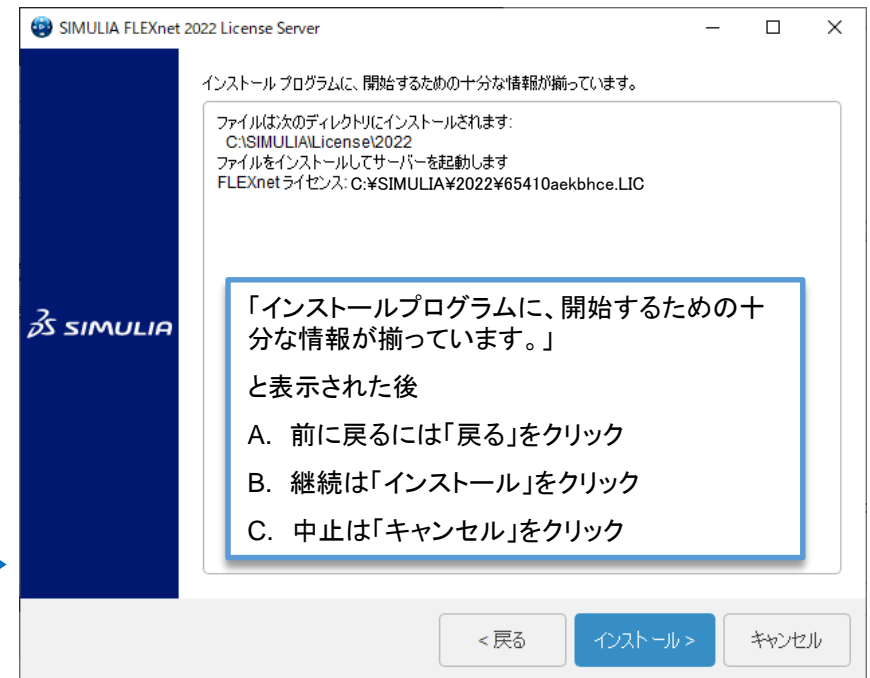 SIMULIA FLEXnet 2022 License Server
インストール プログラムに、開始するための十分な情報が揃っています。
ファイルは次のディレクトリにインストールされます:
C:\SIMULIA\License\2022
ファイルをインストールしてサーバーを起動します
FLEXnet ライセンス: C:¥SIMULIA¥2022¥65410aekbhce.LIC
「インストールプログラムに、開始するための十
分な情報が揃っています。」
と表示された後
A. 前に戻るには「戻る」をクリック
B. 継続は「インストール」をクリック
C. 中止は「キャンセル」をクリック
3S SIMULIA
< 戻る
インストール >
キャンセル